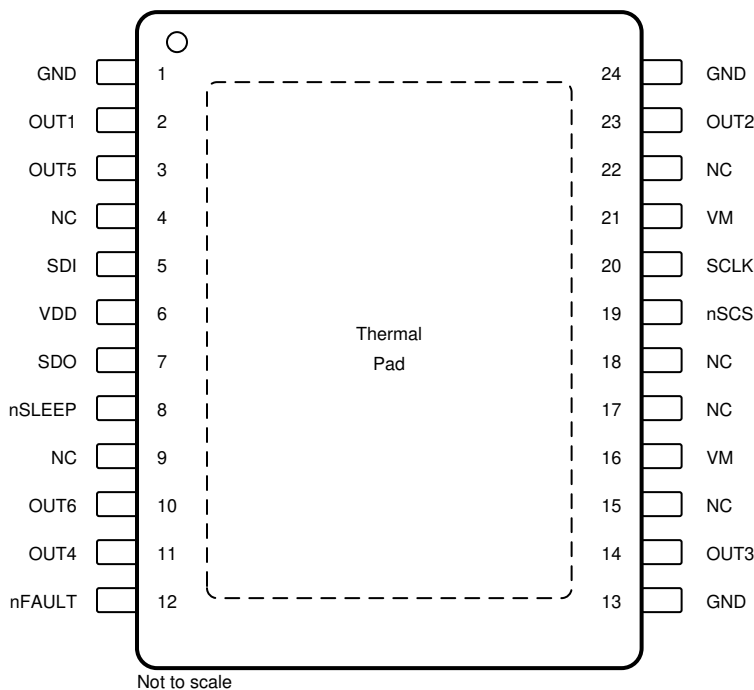 GND 1 24 GND
OUT1 2 23 OUT2
OUT5 3 22 NC
NC 4 21 VM
SDI 5 20 SCLK
VDD 6 19 nSCS
Thermal
Pad
SDO 7 18 NC
nSLEEP 8 17 NC
NC 9 16 VM
OUT6 10 15 NC
OUT4 11 14 OUT3
nFAULT 12 13 GND
Not to scale